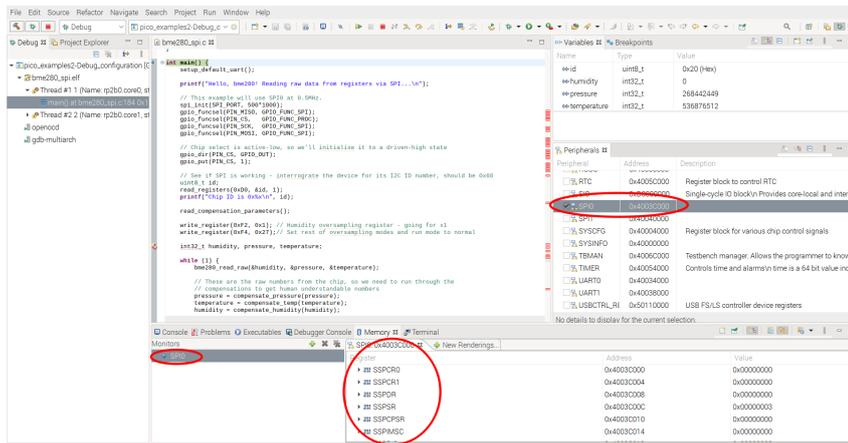 File Edit Source Refactor Navigate Search Project Run Window Help
Debug
pico_examples2-Debug_c
Debug
Project Explorer
pico_examples2-Debug_configuration [C
bme280_spi.elf
Thread #1 1 (Name: rp2b0.core0, st
main() at bme280_spi.c:184 0x1
Thread #2 2 (Name: rp2b0.core1, st
openocd
gdb-multiarch
bme280_spi.c
int main() {
setup_default_uart();
printf("Hello, bme280! Reading raw data from registers via SPI...\n");
// This example will use SPI0 at 0.5MHz.
spi_init(SPI_PORT, 500*1000);
gpio_funcsel(PIN_MISO, GPIO_FUNC_SPI);
gpio_funcsel(PIN_CS, GPIO_FUNC_PROC);
gpio_funcsel(PIN_SCK, GPIO_FUNC_SPI);
gpio_funcsel(PIN_MOSI, GPIO_FUNC_SPI);
// Chip select is active-low, so we'll initialise it to a driven-high state
gpio_dir(PIN_CS, GPIO_OUT);
gpio_put(PIN_CS, 1);
// See if SPI is working - interrograte the device for its I2C ID number, should be 0x60
uint8_t id;
read_registers(0xD0, &id, 1);
printf("Chip ID is 0x%x\n", id);
read_compensation_parameters();
write_register(0xF2, 0x1); // Humidity oversampling register - going for x1
write_register(0xF4, 0x27);// Set rest of oversampling modes and run mode to normal
int32_t humidity, pressure, temperature;
while (1) {
bme280_read_raw(&humidity, &pressure, &temperature);
// These are the raw numbers from the chip, so we need to run through the
// compensations to get human understandable numbers
pressure = compensate_pressure(pressure);
temperature = compensate_temp(temperature);
humidity = compensate_humidity(humidity);
Variables
Breakpoints
Name Type Value
id uint8_t 0x20 (Hex)
humidity int32_t 0
pressure int32_t 268442449
temperature int32_t 536876512
Peripherals
Peripheral Address Description
RTC 0x4005C000 Register block to control RTC
Single-cycle IO block\n Provides core-local and inter
SPI0 0x4003C000
SPI1 0x40040000
SYSCFG 0x40004000 Register block for various chip control signals
SYSINFO 0x40000000
TBMAN 0x4006C000 Testbench manager. Allows the programmer to know
TIMER 0x40054000 Controls time and alarms\n time is a 64 bit value inc
UART0 0x40034000
UART1 0x40038000
USBCTRL_RE 0x50110000 USB FS/LS controller device registers
No details to display for the current selection.
Console Problems Executables Debugger Console Memory Terminal
Monitors
SPI0
SPI0: 0x4003C000
New Renderings...
Register Address Value
SSPCR0 0x4003C000 0x00000000
SSPCR1 0x4003C004 0x00000000
SSPDR 0x4003C008 0x00000000
SSPSR 0x4003C00C 0x00000003
SSPCPSR 0x4003C010 0x00000000
SSPIMSC 0x4003C014 0x00000000